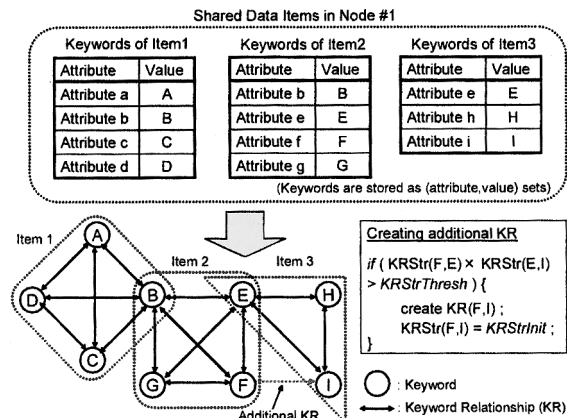 Shared Data Items in Node #1
Keywords of Item1
Attribute Value
Attribute a A
Attribute b B
Attribute c C
Attribute d D
Keywords of Item2
Attribute Value
Attribute b B
Attribute e E
Attribute f F
Attribute g G
Keywords of Item3
Attribute Value
Attribute e E
Attribute h H
Attribute i I
(Keywords are stored as (attribute,value) sets)
Item 1
Item 2
Item 3
A
D
B
E
H
C
G
F
I
Additional KR
Creating additional KR
if ( KRStr(F,E) × KRStr(E,I)
> KRStrThresh ) {
create KR(F,I) ;
KRStr(F,I) = KRStrInit ;
}
: Keyword
: Keyword Relationship (KR)